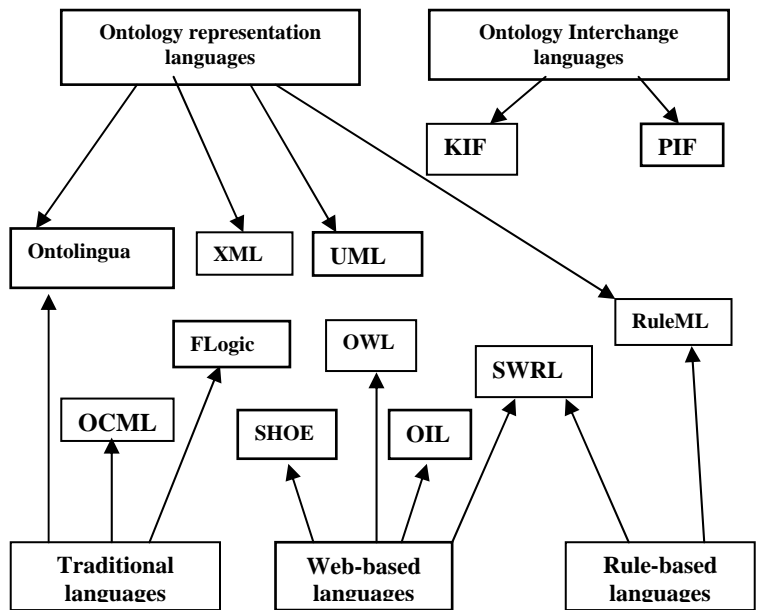 Ontology representation
languages
Ontology Interchange
languages
KIF
PIF
Ontolingua
XML
UML
RuleML
FLogic
OWL
SWRL
OCML
SHOE
OIL
Traditional
languages
Web-based
languages
Rule-based languages
languages